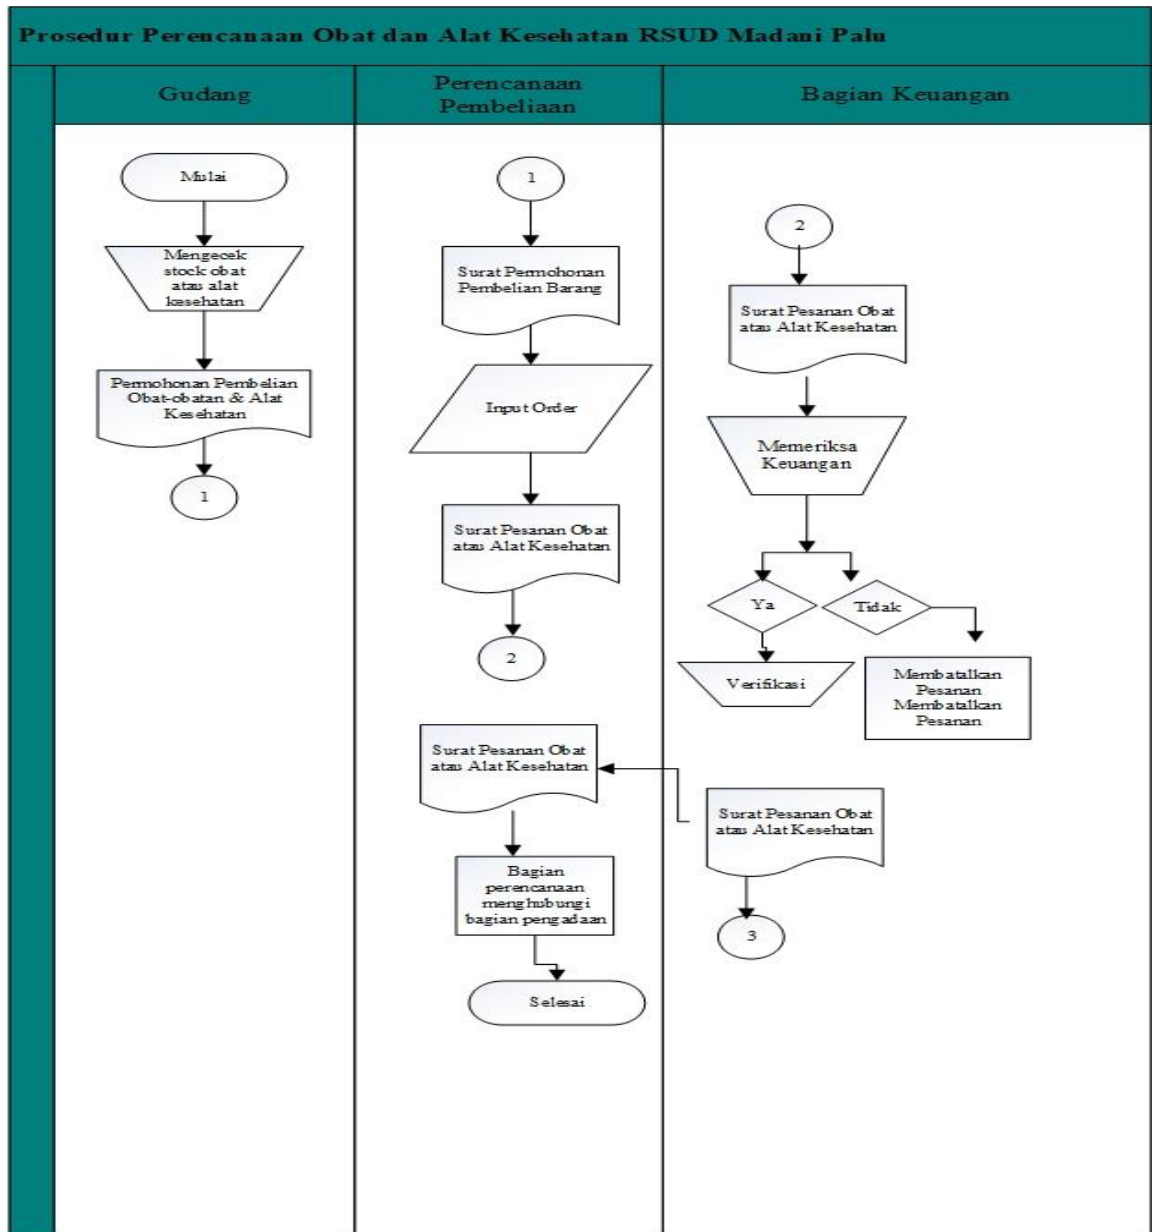 Prosedur Perencanaan Obat dan Alat Kesehatan RSUD Madani Palu
Gudang
Perencanaan
Pembeliaan
Bagian Keuangan
Mulai
Mengecek
stock obat
atau alat
kesehatan
Permohonan Pembelian
Obat-obatan & Alat
Kesehatan
1
1
Surat Permohonan
Pembelian Barang
Input Order
Surat Pesanan Obat
atau Alat Kesehatan
2
Surat Pesanan Obat
atau Alat Kesehatan
Bagian
perencanaan
menghubungi
bagian pengadaan
Selesai
2
Surat Pesanan Obat
atau Alat Kesehatan
Memeriksa
Keuangan
Ya
Tidak
Verifikasi
Membatalkan
Pesanan
Membatalkan
Pesanan
Surat Pesanan Obat
atau Alat Kesehatan
3